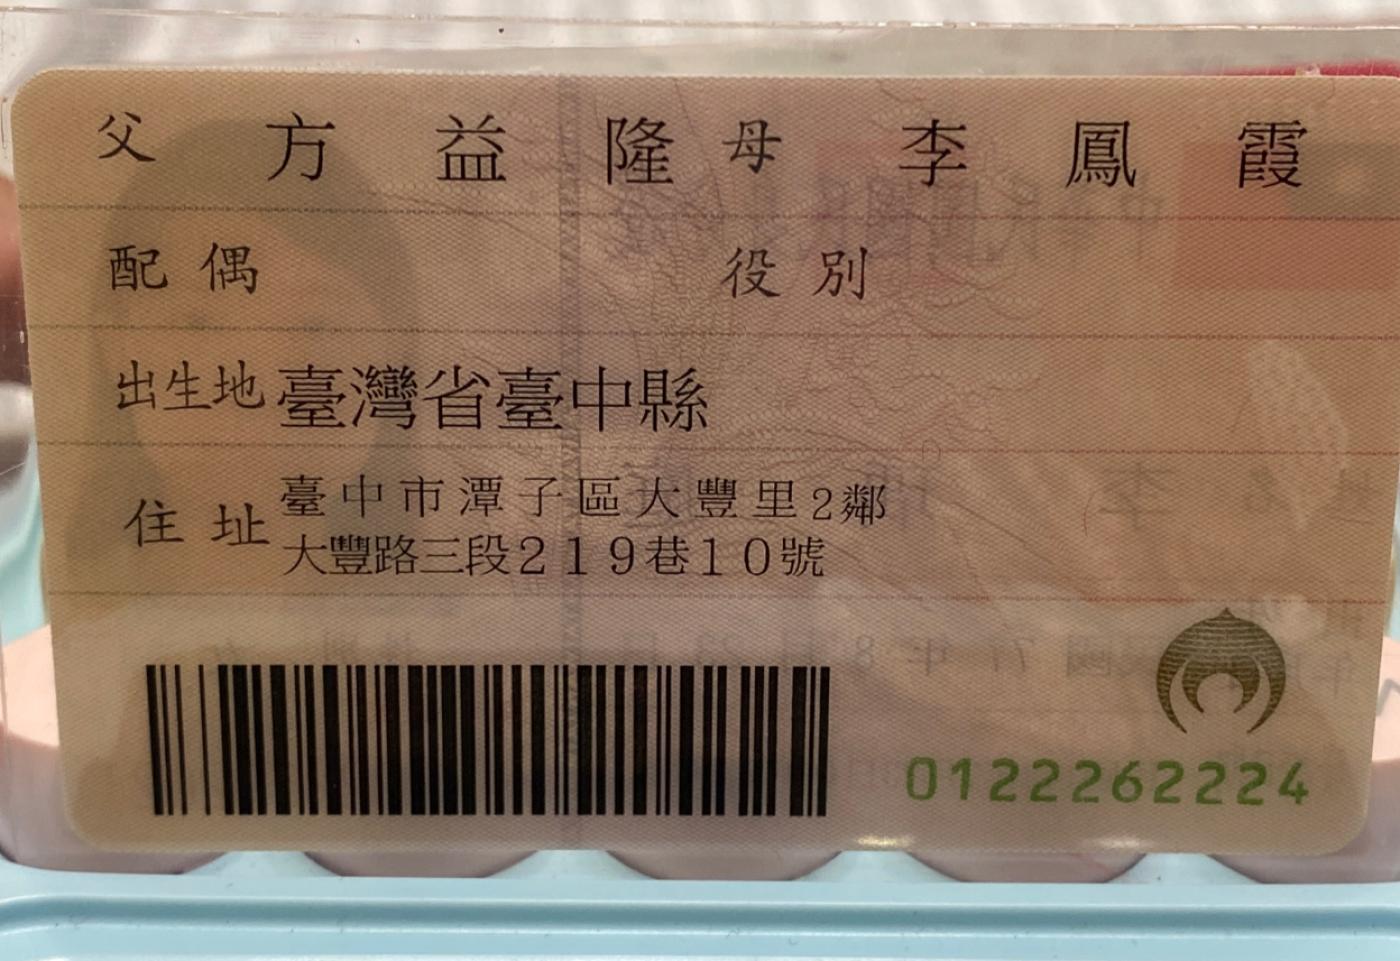 父 方益隆 母 李鳳霞
配偶 役別
出生地 臺灣省臺中縣
住址 臺中市潭子區大豐里2鄰
大豐路三段219巷10號
0122262224